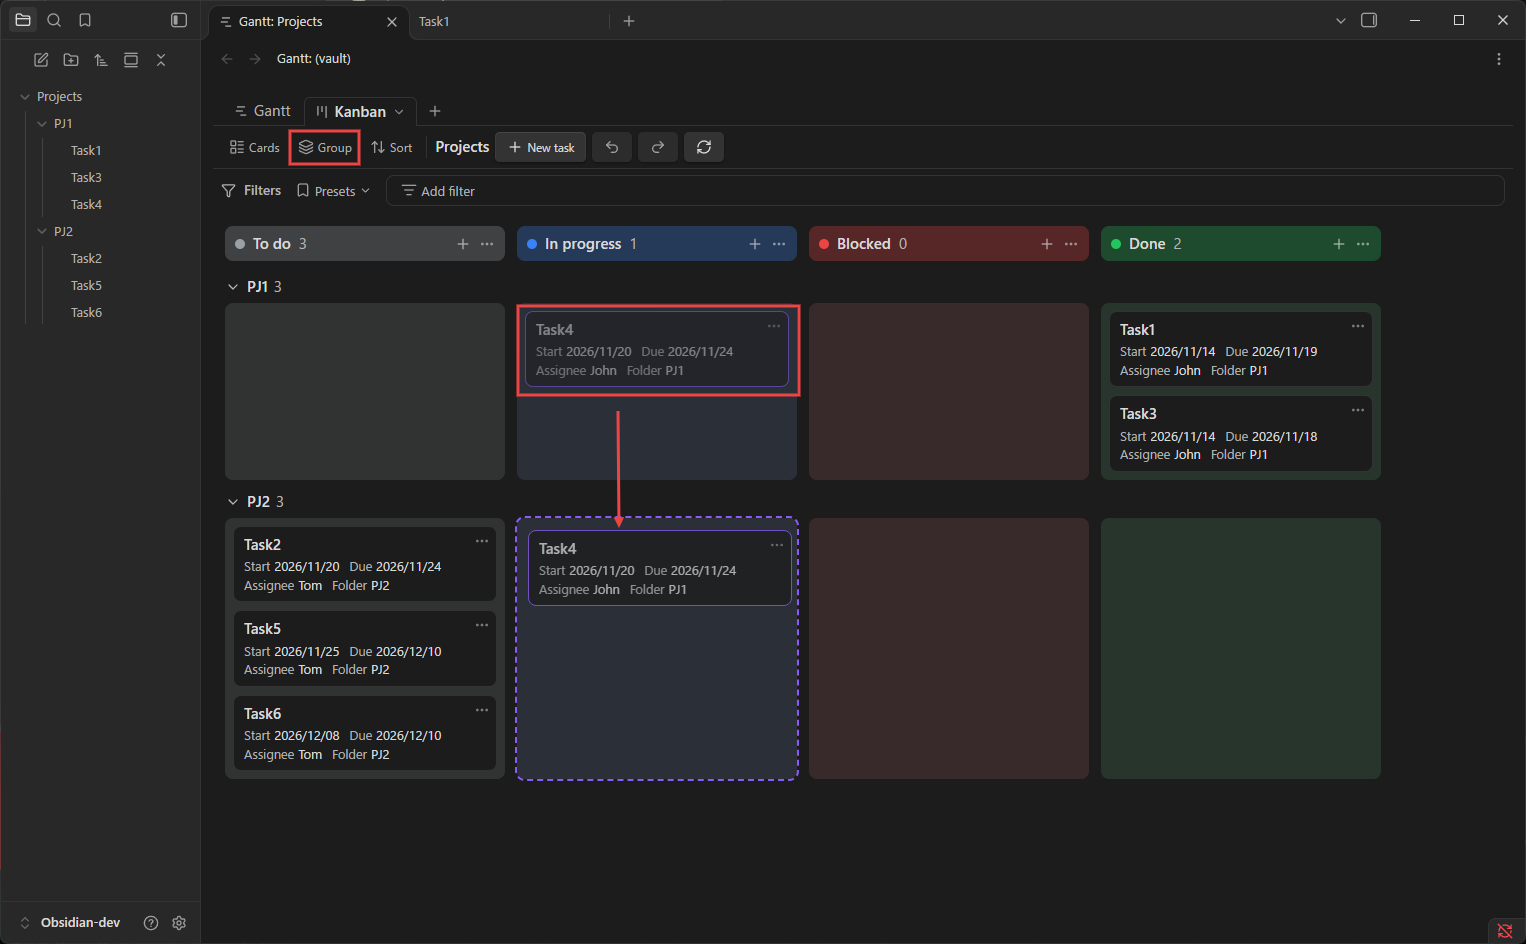 Gantt: Projects
Task1
Gantt: (vault)
Projects
PJ1
Task1
Task3
Task4
PJ2
Task2
Task5
Task6
Obsidian-dev
Gantt
Kanban
Cards
Group
Sort
Projects
New task
Filters
Presets
Add filter
To do 3
In progress 1
Blocked 0
Done 2
PJ1 3
Task4
Start 2026/11/20 Due 2026/11/24
Assignee John Folder PJ1
Task1
Start 2026/11/14 Due 2026/11/19
Assignee John Folder PJ1
Task3
Start 2026/11/14 Due 2026/11/18
Assignee John Folder PJ1
PJ2 3
Task2
Start 2026/11/20 Due 2026/11/24
Assignee Tom Folder PJ2
Task5
Start 2026/11/25 Due 2026/12/10
Assignee Tom Folder PJ2
Task6
Start 2026/12/08 Due 2026/12/10
Assignee Tom Folder PJ2
Task4
Start 2026/11/20 Due 2026/11/24
Assignee John Folder PJ1